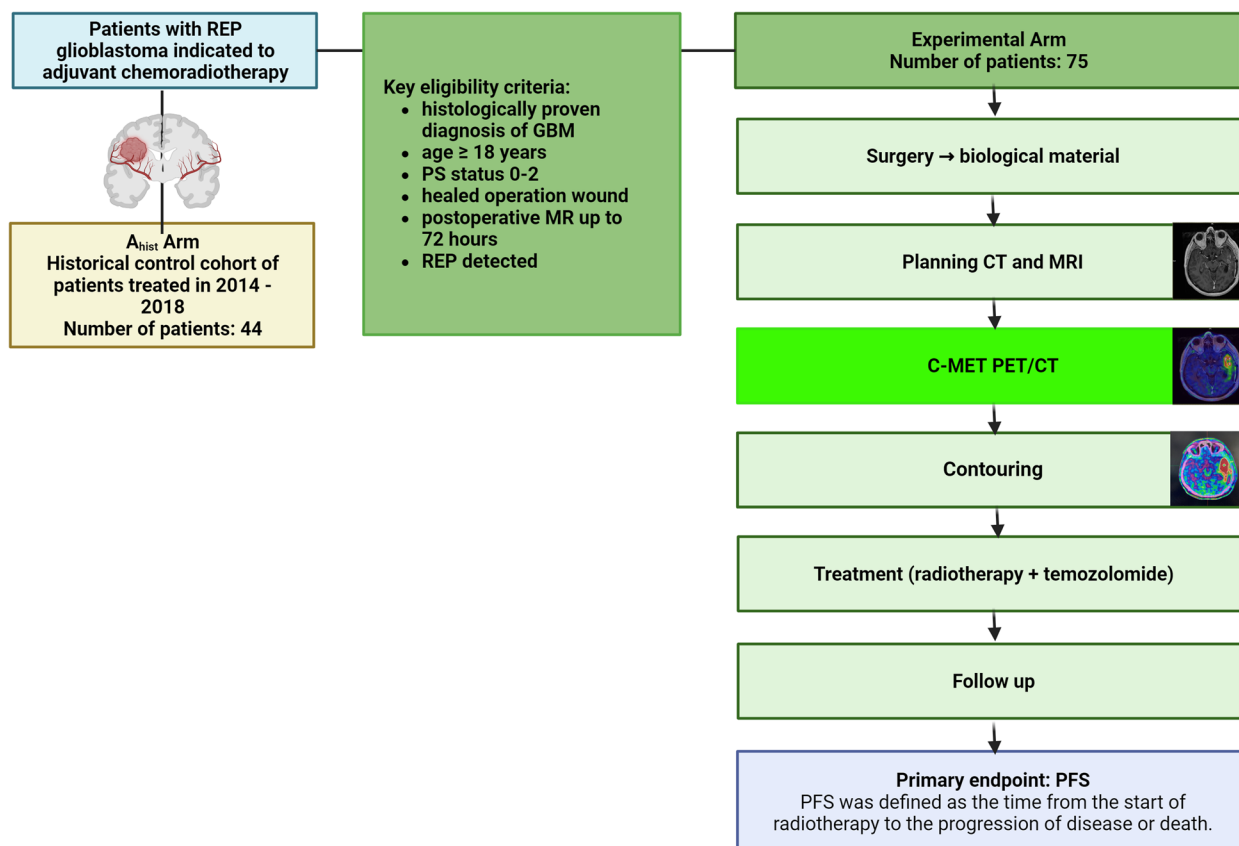 Patients with REP
glioblastoma indicated to
adjuvant chemoradiotherapy
A hist Arm
Historical control cohort of
patients treated in 2014 -
2018
Number of patients: 44
Key eligibility criteria:
• histologically proven
diagnosis of GBM
• age ≥ 18 years
• PS status 0-2
• healed operation wound
• postoperative MR up to
72 hours
• REP detected
Experimental Arm
Number of patients: 75
Surgery → biological material
Planning CT and MRI
C-MET PET/CT
Contouring
Treatment (radiotherapy + temozolomide)
Follow up
Primary endpoint: PFS
PFS was defined as the time from the start of
radiotherapy to the progression of disease or death.